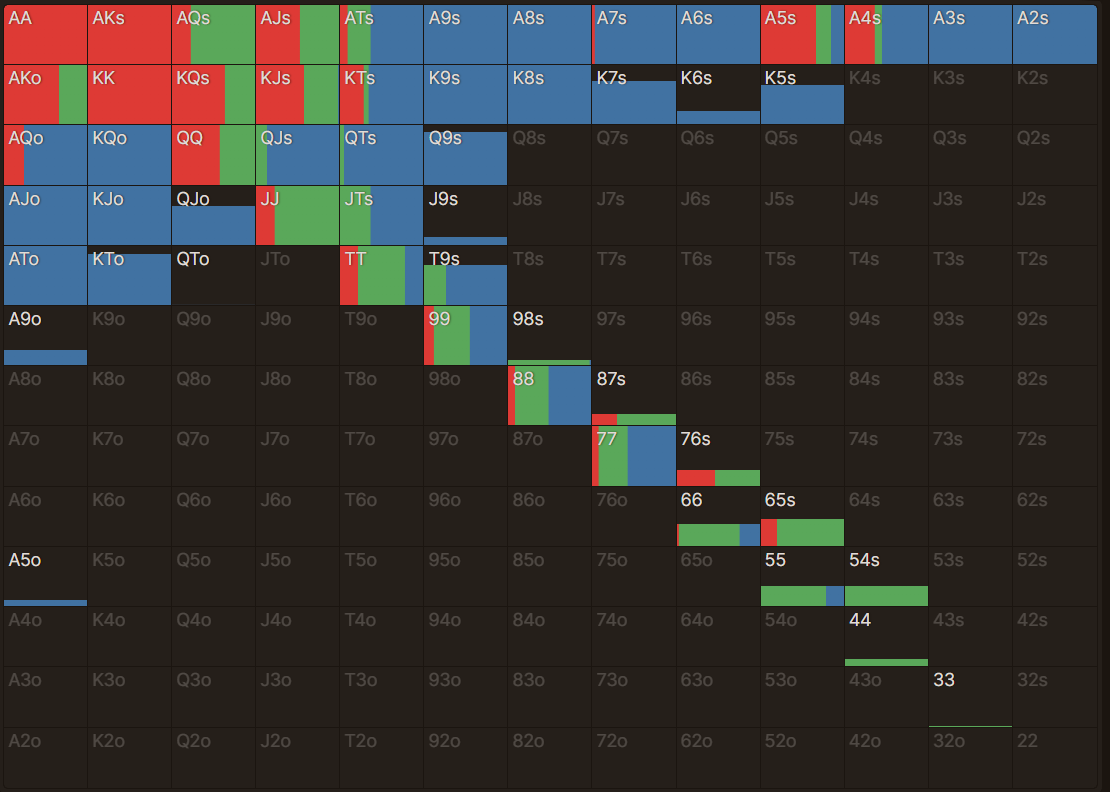 AA AKs AQs AJs ATs A9s A8s A7s A6s A5s A4s A3s A2s
AKo KK KQs KJs KTs K9s K8s K7s K6s K5s K4s K3s K2s
AQo KQo QQ QJs QTs Q9s Q8s Q7s Q6s Q5s Q4s Q3s Q2s
AJo KJo QJo JJ JTs J9s J8s J7s J6s J5s J4s J3s J2s
ATo KTo QTo JTo TT T9s T8s T7s T6s T5s T4s T3s T2s
A9o K9o Q9o J9o T9o 99 98s 97s 96s 95s 94s 93s 92s
A8o K8o Q8o J8o T8o 98o 88 87s 86s 85s 84s 83s 82s
A7o K7o Q7o J7o T7o 97o 87o 77 76s 75s 74s 73s 72s
A6o K6o Q6o J6o T6o 96o 86o 76o 66 65s 64s 63s 62s
A5o K5o Q5o J5o T5o 95o 85o 75o 65o 55 54s 53s 52s
A4o K4o Q4o J4o T4o 94o 84o 74o 64o 54o 44 43s 42s
A3o K3o Q3o J3o T3o 93o 83o 73o 63o 53o 43o 33 32s
A2o K2o Q2o J2o T2o 92o 82o 72o 62o 52o 42o 32o 22